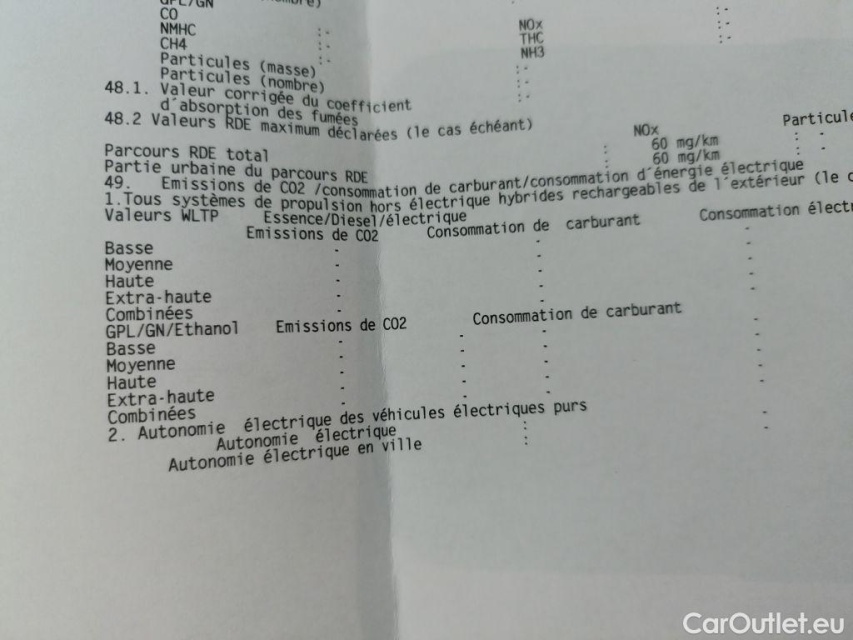 GPL/GN
CO
NMHC :- NOx :-
CH4 :- THC :-
Particules (masse) :- NH3
Particules (nombre) :-
48.1. Valeur corrigée du coefficient :-
d´absorption des fumées :-
48.2 Valeurs RDE maximum déclarées (le cas échéant)
NOx Particule
Parcours RDE total : 60 mg/km : -
Partie urbaine du parcours RDE : 60 mg/km : -
49. Emissions de CO2 /consommation de carburant/consommation d´énergie électrique
1.Tous systèmes de propulsion hors électrique hybrides rechargeables de l´extérieur (le c
Valeurs WLTP Essence/Diesel/électrique
Emissions de CO2 Consommation de carburant Consommation électr
Basse - - -
Moyenne - - -
Haute - - -
Extra-haute - - -
Combinées
GPL/GN/Ethanol Emissions de CO2 Consommation de carburant
Basse - - - -
Moyenne - - - -
Haute - - - -
Extra-haute - - - -
Combinées
2. Autonomie électrique des véhicules électriques purs
Autonomie électrique : -
Autonomie électrique en ville : -
CarOutlet.eu